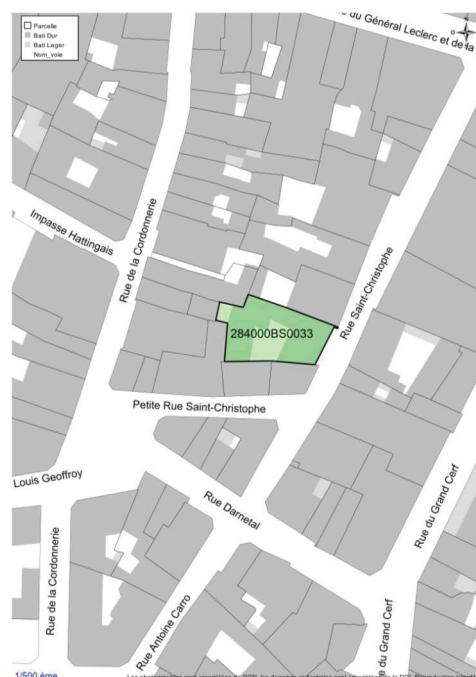 Parcelle
Bati Dur
Bati Leger
Nom_voie
e du Général Leclerc et de la
Impasse Hattingais
Rue de la Cordonnerie
Rue Saint-Christophe
284000BS0033
Petite Rue Saint-Christophe
Louis Geoffroy
Rue Darnetal
Rue du Grand Cerf
Rue de la Cordonnerie
Rue Antoine Carro
e du Grand Cerf
1/500 ème